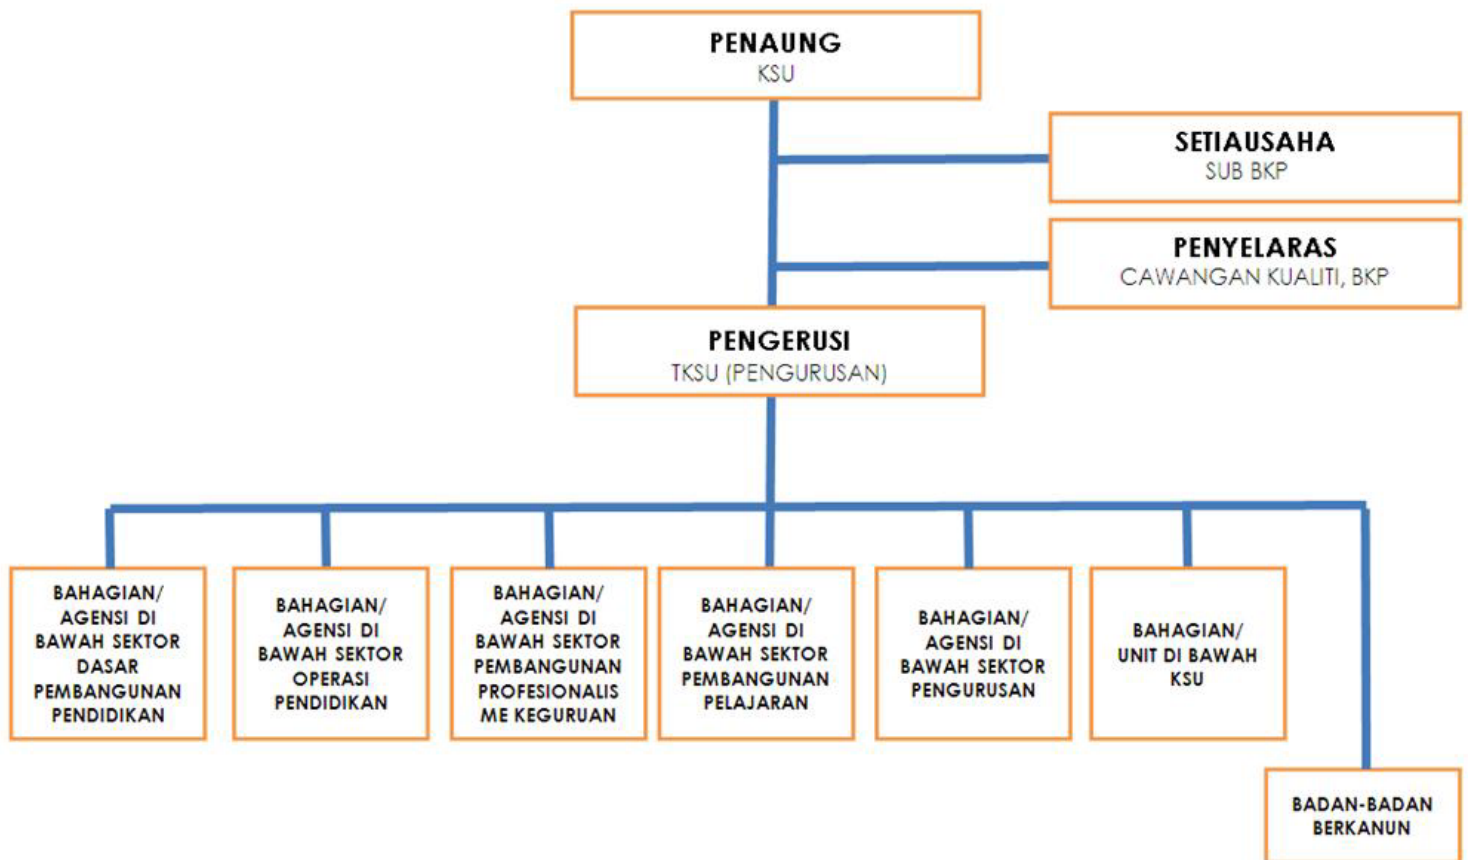 PENAUNG
KSU
SETIAUSAHA
SUB BKP
PENYELARAS
CAWANGAN KUALITI, BKP
PENGERUSI
TKSU (PENGURUSAN)
BAHAGIAN/
AGENSI DI
BAWAH SEKTOR
DASAR
PEMBANGUNAN
PENDIDIKAN
BAHAGIAN/
AGENSI DI
BAWAH SEKTOR
OPERASI
PENDIDIKAN
BAHAGIAN/
AGENSI DI
BAWAH SEKTOR
PEMBANGUNAN
PROFESIONALIS
ME KEGURUAN
BAHAGIAN/
AGENSI DI
BAWAH SEKTOR
PEMBANGUNAN
PELAJARAN
BAHAGIAN/
AGENSI DI
BAWAH SEKTOR
PENGURUSAN
BAHAGIAN/
UNIT DI BAWAH
KSU
BADAN-BADAN
BERKANUN